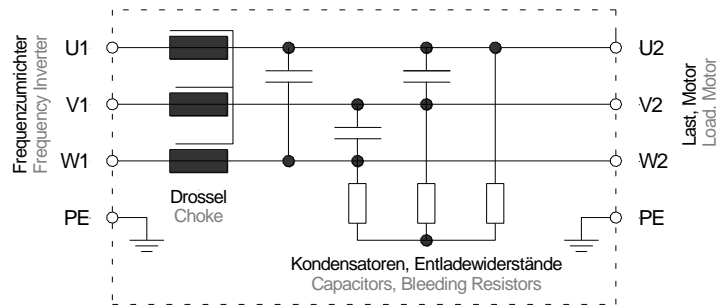 Frequenzumrichter
Frequency Inverter
U1
V1
W1
PE
Drossel
Choke
Kondensatoren, Entladewiderstände
Capacitors, Bleeding Resistors
U2
V2
W2
PE
Last, Motor
Load. Motor